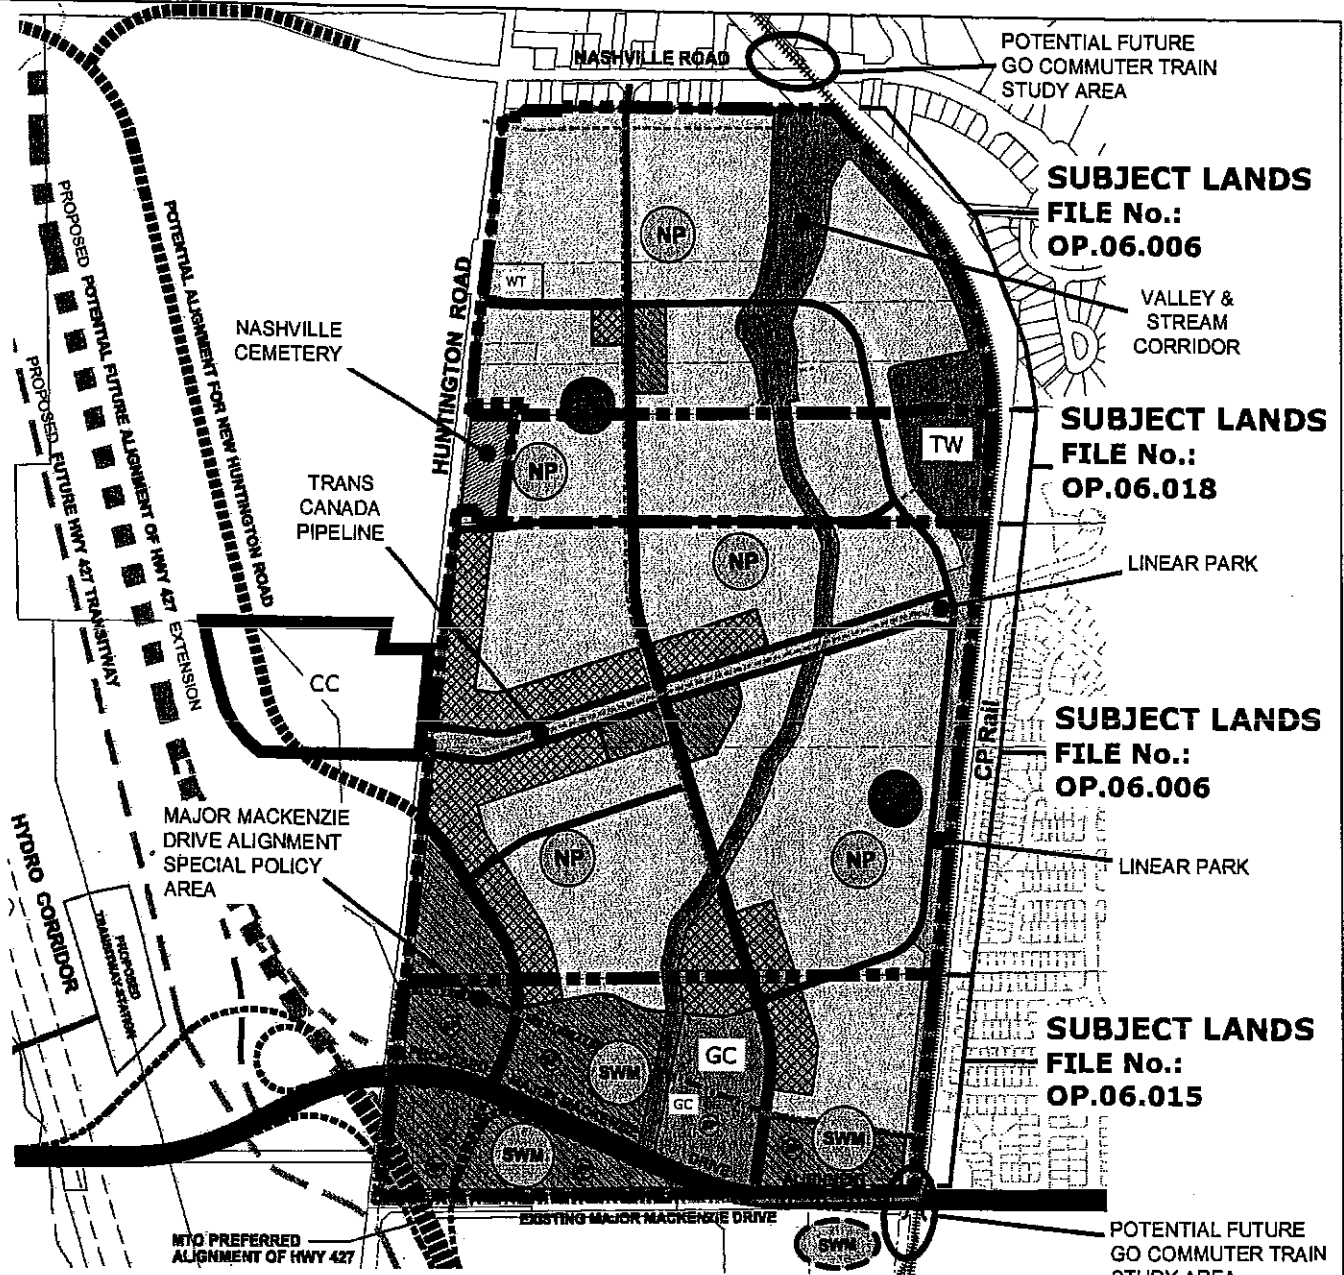 NASHVILLE ROAD
POTENTIAL FUTURE
GO COMMUTER TRAIN
STUDY AREA
SUBJECT LANDS
FILE No.:
OP.06.006
NP
VALLEY &
STREAM
CORRIDOR
WT
HUNTINGTON ROAD
POTENTIAL ALIGNMENT FOR NEW HUNTINGTON ROAD
PROPOSED POTENTIAL FUTURE ALIGNMENT OF HWY 427 EXTENSION
PROPOSED FUTURE HWY 427 TRANSITWAY
NASHVILLE
CEMETERY
SUBJECT LANDS
FILE No.:
OP.06.018
TW
NP
TRANS
CANADA
PIPELINE
NP
LINEAR PARK
CC
CP Rail
SUBJECT LANDS
FILE No.:
OP.06.006
MAJOR MACKENZIE
DRIVE ALIGNMENT
SPECIAL POLICY
AREA
NP
NP
LINEAR PARK
HYDRO CORRIDOR
PROPOSED
TRANSITWAY STATION
SUBJECT LANDS
FILE No.:
OP.06.015
GC
SWM
GC
SWM
SWM
DRIVE
EXISTING MAJOR MACKENZIE DRIVE
MTO PREFERRED
ALIGNMENT OF HWY 427
SWM
POTENTIAL FUTURE
GO COMMUTER TRAIN
STUDY AREA